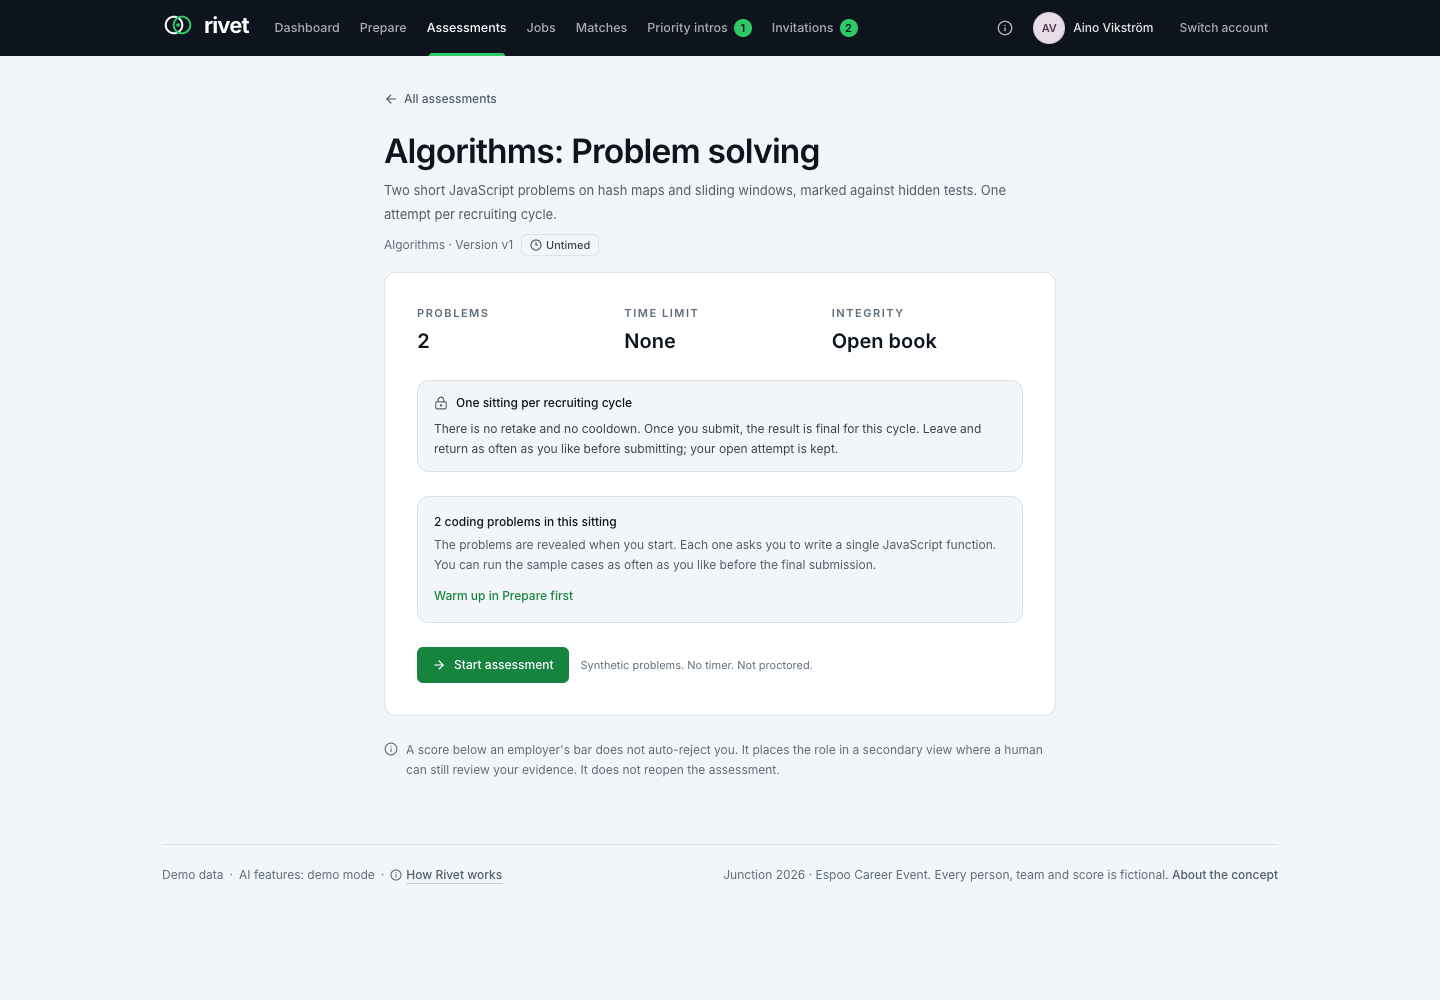 rivet Dashboard Prepare Assessments Jobs Matches Priority intros 1 Invitations 2 AV Aino Vikström Switch account
All assessments
Algorithms: Problem solving
Two short JavaScript problems on hash maps and sliding windows, marked against hidden tests. One
attempt per recruiting cycle.
Algorithms · Version v1 Untimed
PROBLEMS TIME LIMIT INTEGRITY
2 None Open book
One sitting per recruiting cycle
There is no retake and no cooldown. Once you submit, the result is final for this cycle. Leave and
return as often as you like before submitting; your open attempt is kept.
2 coding problems in this sitting
The problems are revealed when you start. Each one asks you to write a single JavaScript function.
You can run the sample cases as often as you like before the final submission.
Warm up in Prepare first
Start assessment Synthetic problems. No timer. Not proctored.
A score below an employer's bar does not auto-reject you. It places the role in a secondary view where a human
can still review your evidence. It does not reopen the assessment.
Demo data · AI features: demo mode · How Rivet works Junction 2026 · Espoo Career Event. Every person, team and score is fictional. About the concept